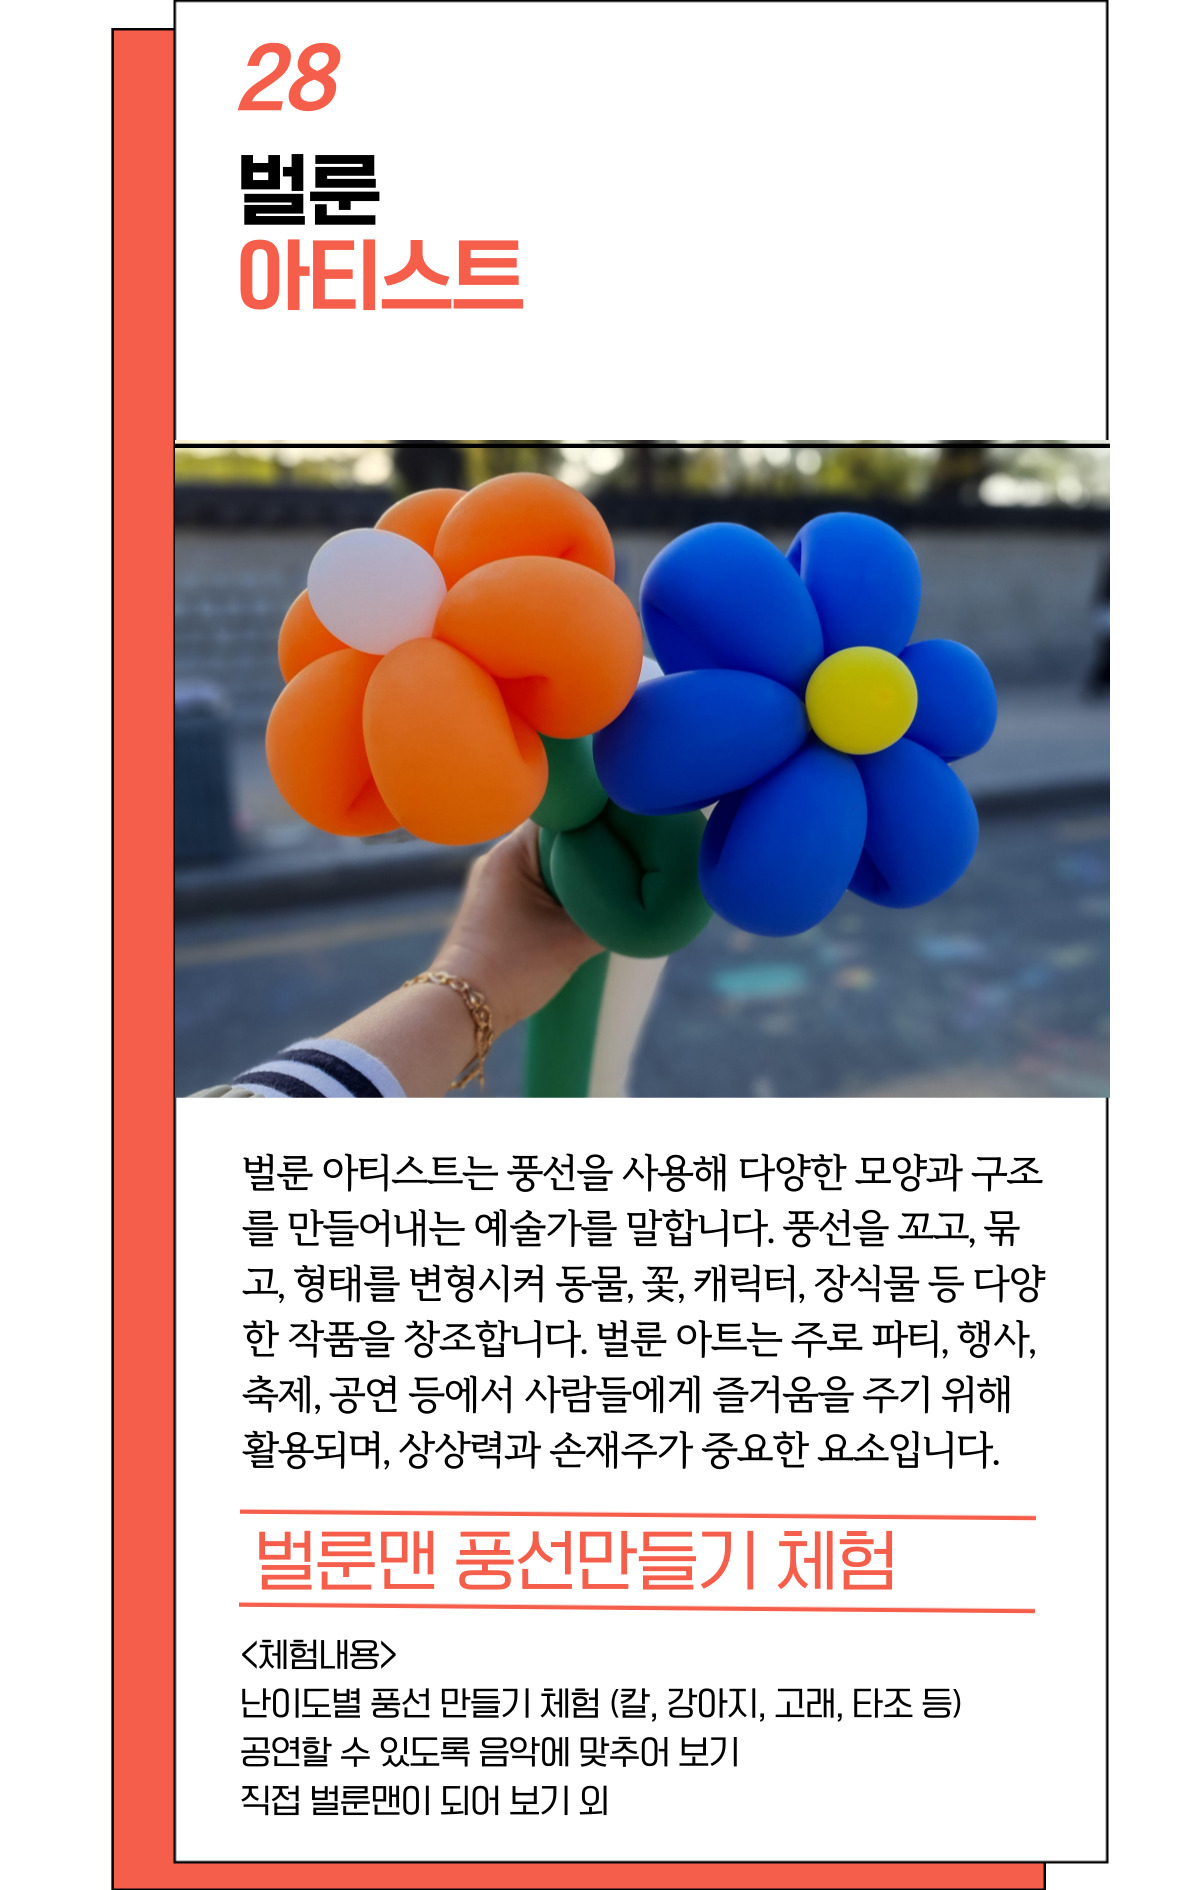 28
벌룬
아티스트
벌룬 아티스트는 풍선을 사용해 다양한 모양과 구조
를 만들어내는 예술가를 말합니다. 풍선을 꼬고, 묶
고, 형태를 변형시켜 동물, 꽃, 캐릭터, 장식물 등 다양
한 작품을 창조합니다. 벌룬 아트는 주로 파티, 행사,
축제, 공연 등에서 사람들에게 즐거움을 주기 위해
활용되며, 상상력과 손재주가 중요한 요소입니다.
벌룬맨 풍선만들기 체험
<체험내용>
난이도별 풍선 만들기 체험 (칼, 강아지, 고래, 타조 등)
공연할 수 있도록 음악에 맞추어 보기
직접 벌룬맨이 되어 보기 외